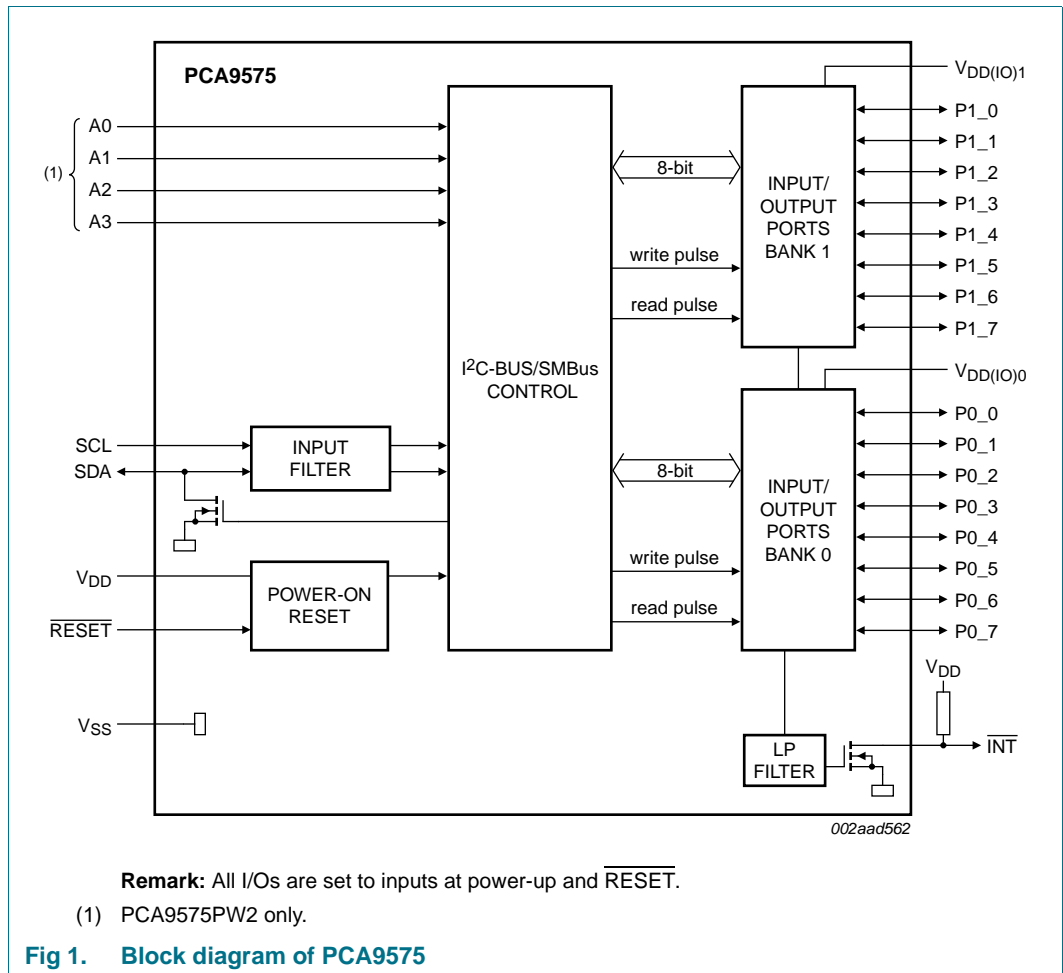 PCA9575
A0
A1
(1)
A2
A3
SCL
SDA
INPUT
FILTER
VDD
RESET
POWER-ON
RESET
VSS
I2C-BUS/SMBus
CONTROL
8-bit
write pulse
read pulse
INPUT/
OUTPUT
PORTS
BANK 1
VDD(IO)1
P1_0
P1_1
P1_2
P1_3
P1_4
P1_5
P1_6
P1_7
8-bit
write pulse
read pulse
INPUT/
OUTPUT
PORTS
BANK 0
VDD(IO)0
P0_0
P0_1
P0_2
P0_3
P0_4
P0_5
P0_6
P0_7
VDD
INT
LP
FILTER
002aad562
Remark: All I/Os are set to inputs at power-up and RESET.
(1) PCA9575PW2 only.
Fig 1. Block diagram of PCA9575